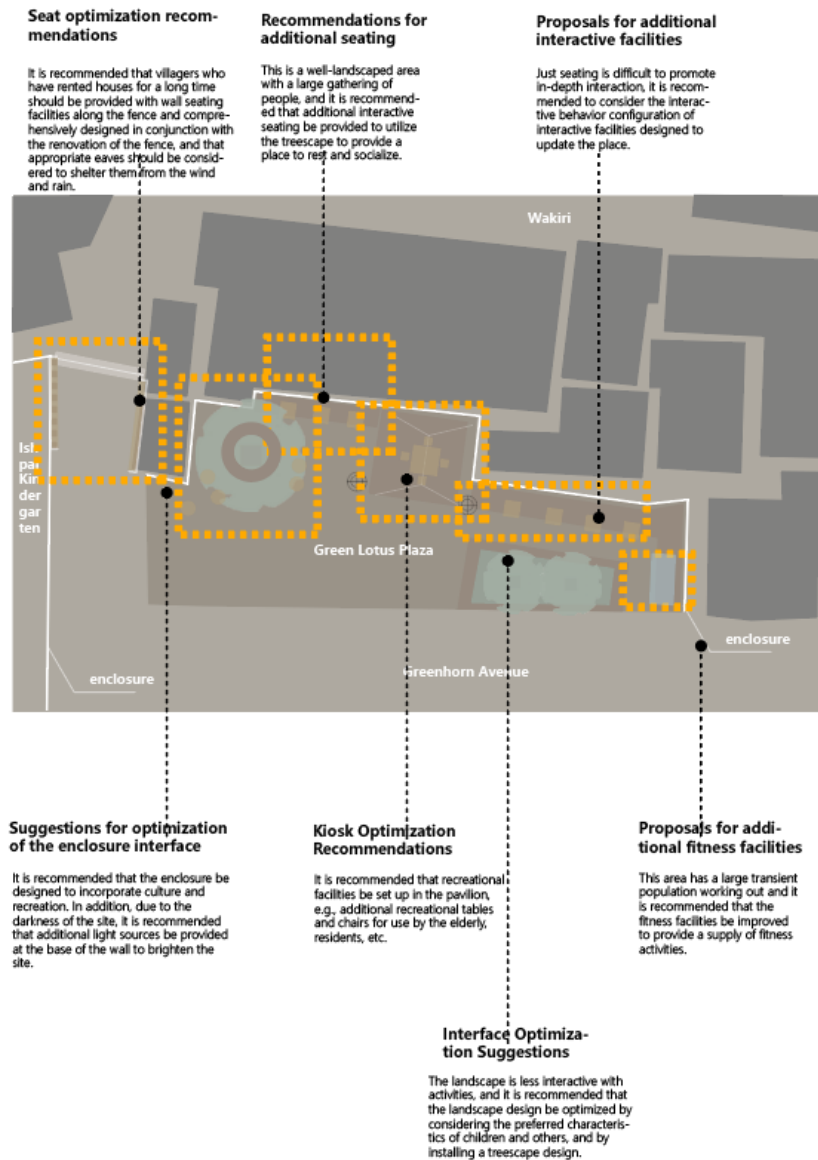 Seat optimization recom-
mendations
It is recommended that villagers who
have rented houses for a long time
should be provided with wall seating
facilities along the fence and compre-
hensively designed in conjunction with
the renovation of the fence, and that
appropriate eaves should be consid-
ered to shelter them from the wind
and rain.
Recommendations for
additional seating
This is a well-landscaped area
with a large gathering of
people, and it is recommend-
ed that additional interactive
seating be provided to utilize
the treescape to provide a
place to rest and socialize.
Proposals for additional
interactive facilities
Just seating is difficult to promote
in-depth interaction, it is recom-
mended to consider the interac-
tive behavior configuration of
interactive facilities designed to
update the place.
Wakiri
Ish
pai
Kin
der
gar
ten
Green Lotus Plaza
enclosure
Greenhorn Avenue
enclosure
Suggestions for optimization
of the enclosure interface
It is recommended that the enclosure be
designed to incorporate culture and
recreation. In addition, due to the
darkness of the site, it is recommended
that additional light sources be provided
at the base of the wall to brighten the
site.
Kiosk Optimization
Recommendations
It is recommended that recreational
facilities be set up in the pavilion,
e.g., additional recreational tables
and chairs for use by the elderly,
residents, etc.
Proposals for addi-
tional fitness facilities
This area has a large transient
population working out and it
is recommended that the
fitness facilities be improved
to provide a supply of fitness
activities.
Interface Optimiza-
tion Suggestions
The landscape is less interactive with
activities, and it is recommended that
the landscape design be optimized by
considering the preferred characteris-
tics of children and others, and by
installing a treescape design.